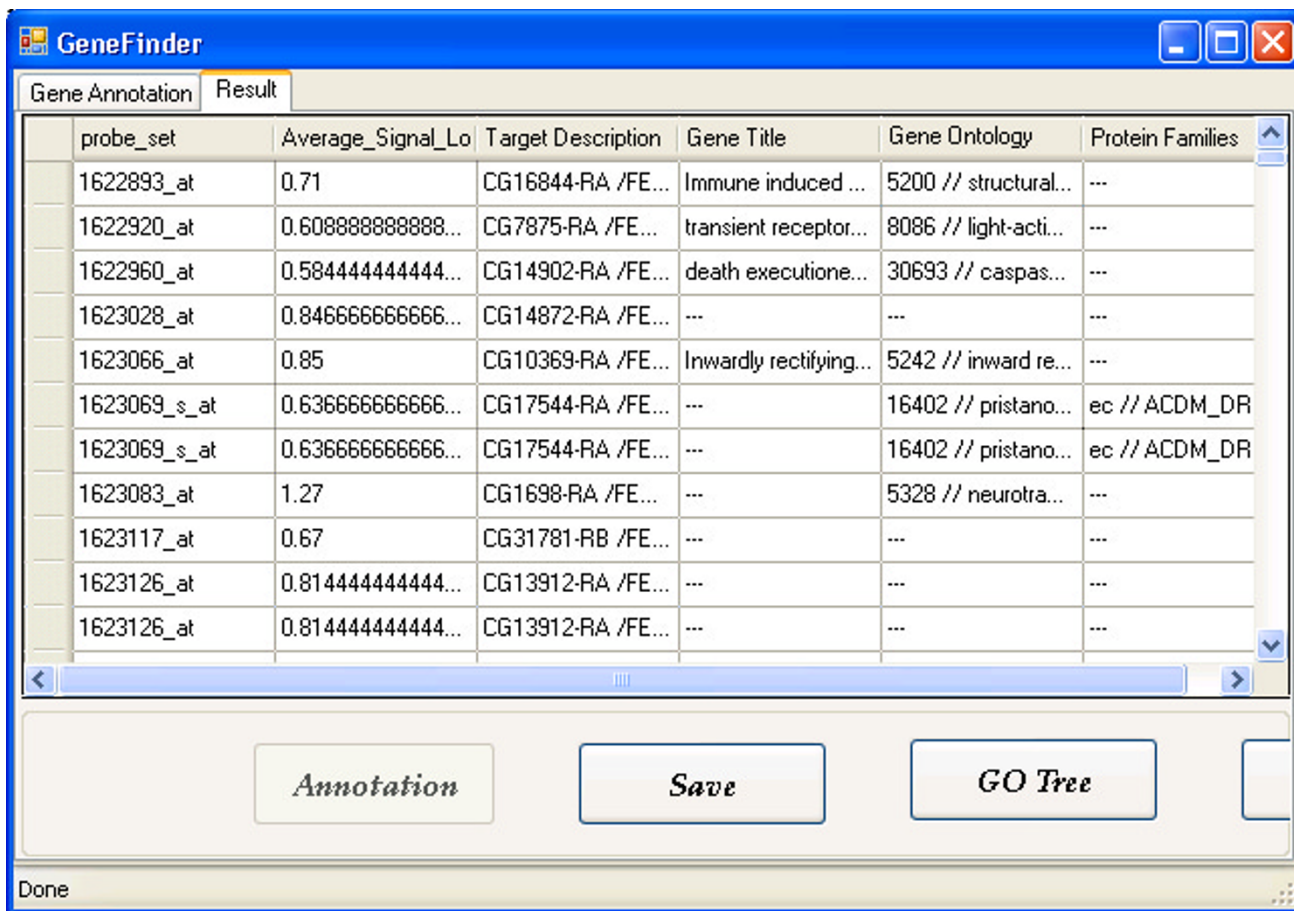 GeneFinder
Gene Annotation Result
probe_set Average_Signal_Lo Target Description Gene Title Gene Ontology Protein Families
1622893_at 0.71 CG16844-RA /FE... Immune induced ... 5200 // structural... ---
1622920_at 0.608888888888... CG7875-RA /FE... transient receptor... 8086 // light-acti... ---
1622960_at 0.584444444444... CG14902-RA /FE... death executione... 30693 // caspas... ---
1623028_at 0.846666666666... CG14872-RA /FE... --- --- ---
1623066_at 0.85 CG10369-RA /FE... Inwardly rectifying... 5242 // inward re... ---
1623069_s_at 0.636666666666... CG17544-RA /FE... --- 16402 // pristano... ec // ACDM_DR
1623069_s_at 0.636666666666... CG17544-RA /FE... --- 16402 // pristano... ec // ACDM_DR
1623083_at 1.27 CG1698-RA /FE... --- 5328 // neurotra... ---
1623117_at 0.67 CG31781-RB /FE... --- --- ---
1623126_at 0.814444444444... CG13912-RA /FE... --- --- ---
1623126_at 0.814444444444... CG13912-RA /FE... --- --- ---
Annotation Save GO Tree
Done